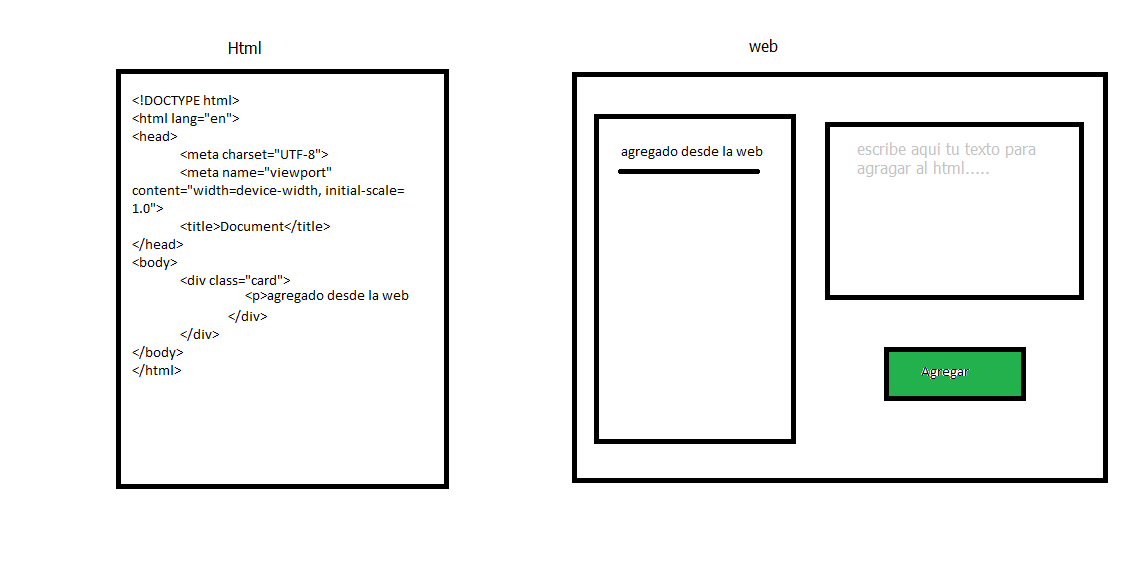 Html
<!DOCTYPE html>
<html lang="en">
<head>
<meta charset="UTF-8">
<meta name="viewport"
content="width=device-width, initial-scale=
1.0">
<title>Document</title>
</head>
<body>
<div class="card">
<p>agregado desde la web
</div>
</div>
</body>
</html>
web
agregado desde la web
escribe aqui tu texto para
agragar al html.....
Agregar